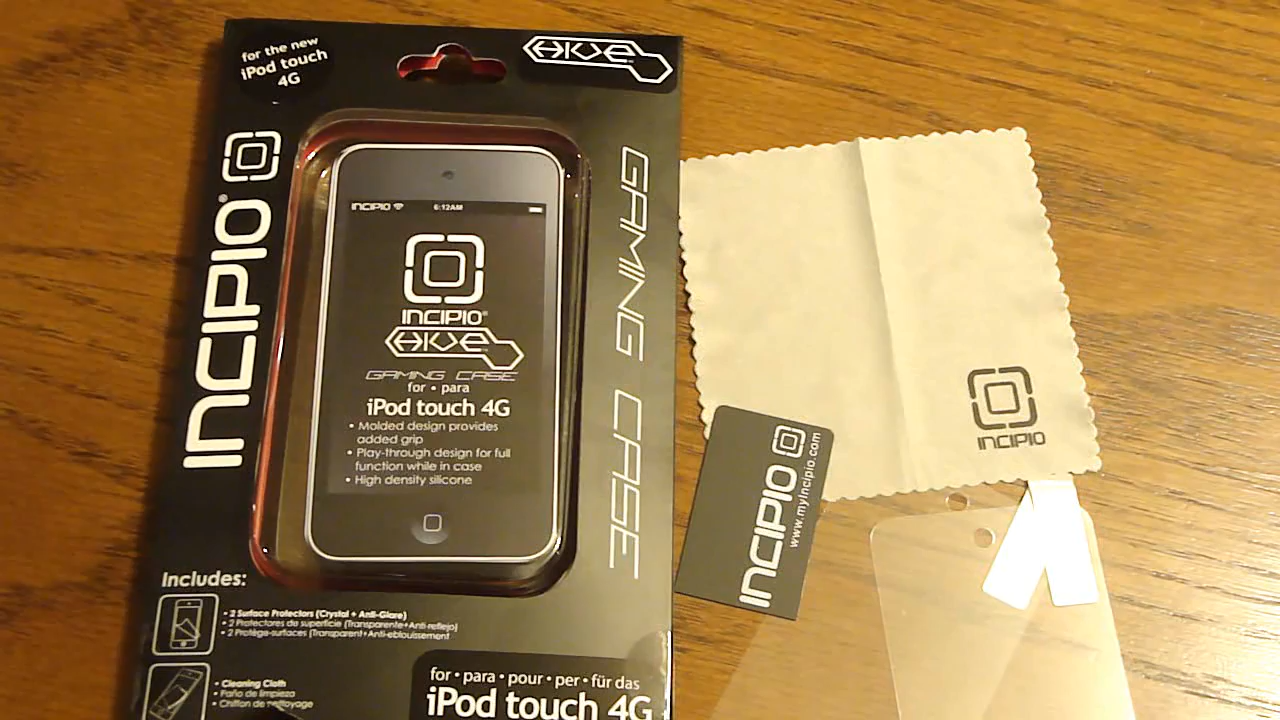 for the new
iPod touch
4G
HIVE
INCIPIO®
GAMING CASE
INCIPIO
6:12AM
INCIPIO®
HIVE
GAMING CASE
for • para
iPod touch 4G
• Molded design provides
added grip
• Play-through design for full
function while in case
• High density silicone
Includes:
• 2 Surface Protectors (Crystal + Anti-Glare)
• 2 Protectores de superficie (Transparente+Anti-reflejo)
• 2 Protège-surfaces (Transparent+Anti-éblouissement
• Cleaning Cloth
• Paño de limpieza
• Chiffon de nettoyage
for • para • pour • per • für das
iPod touch 4G
INCIPIO
INCIPIO
www.myincipio.com